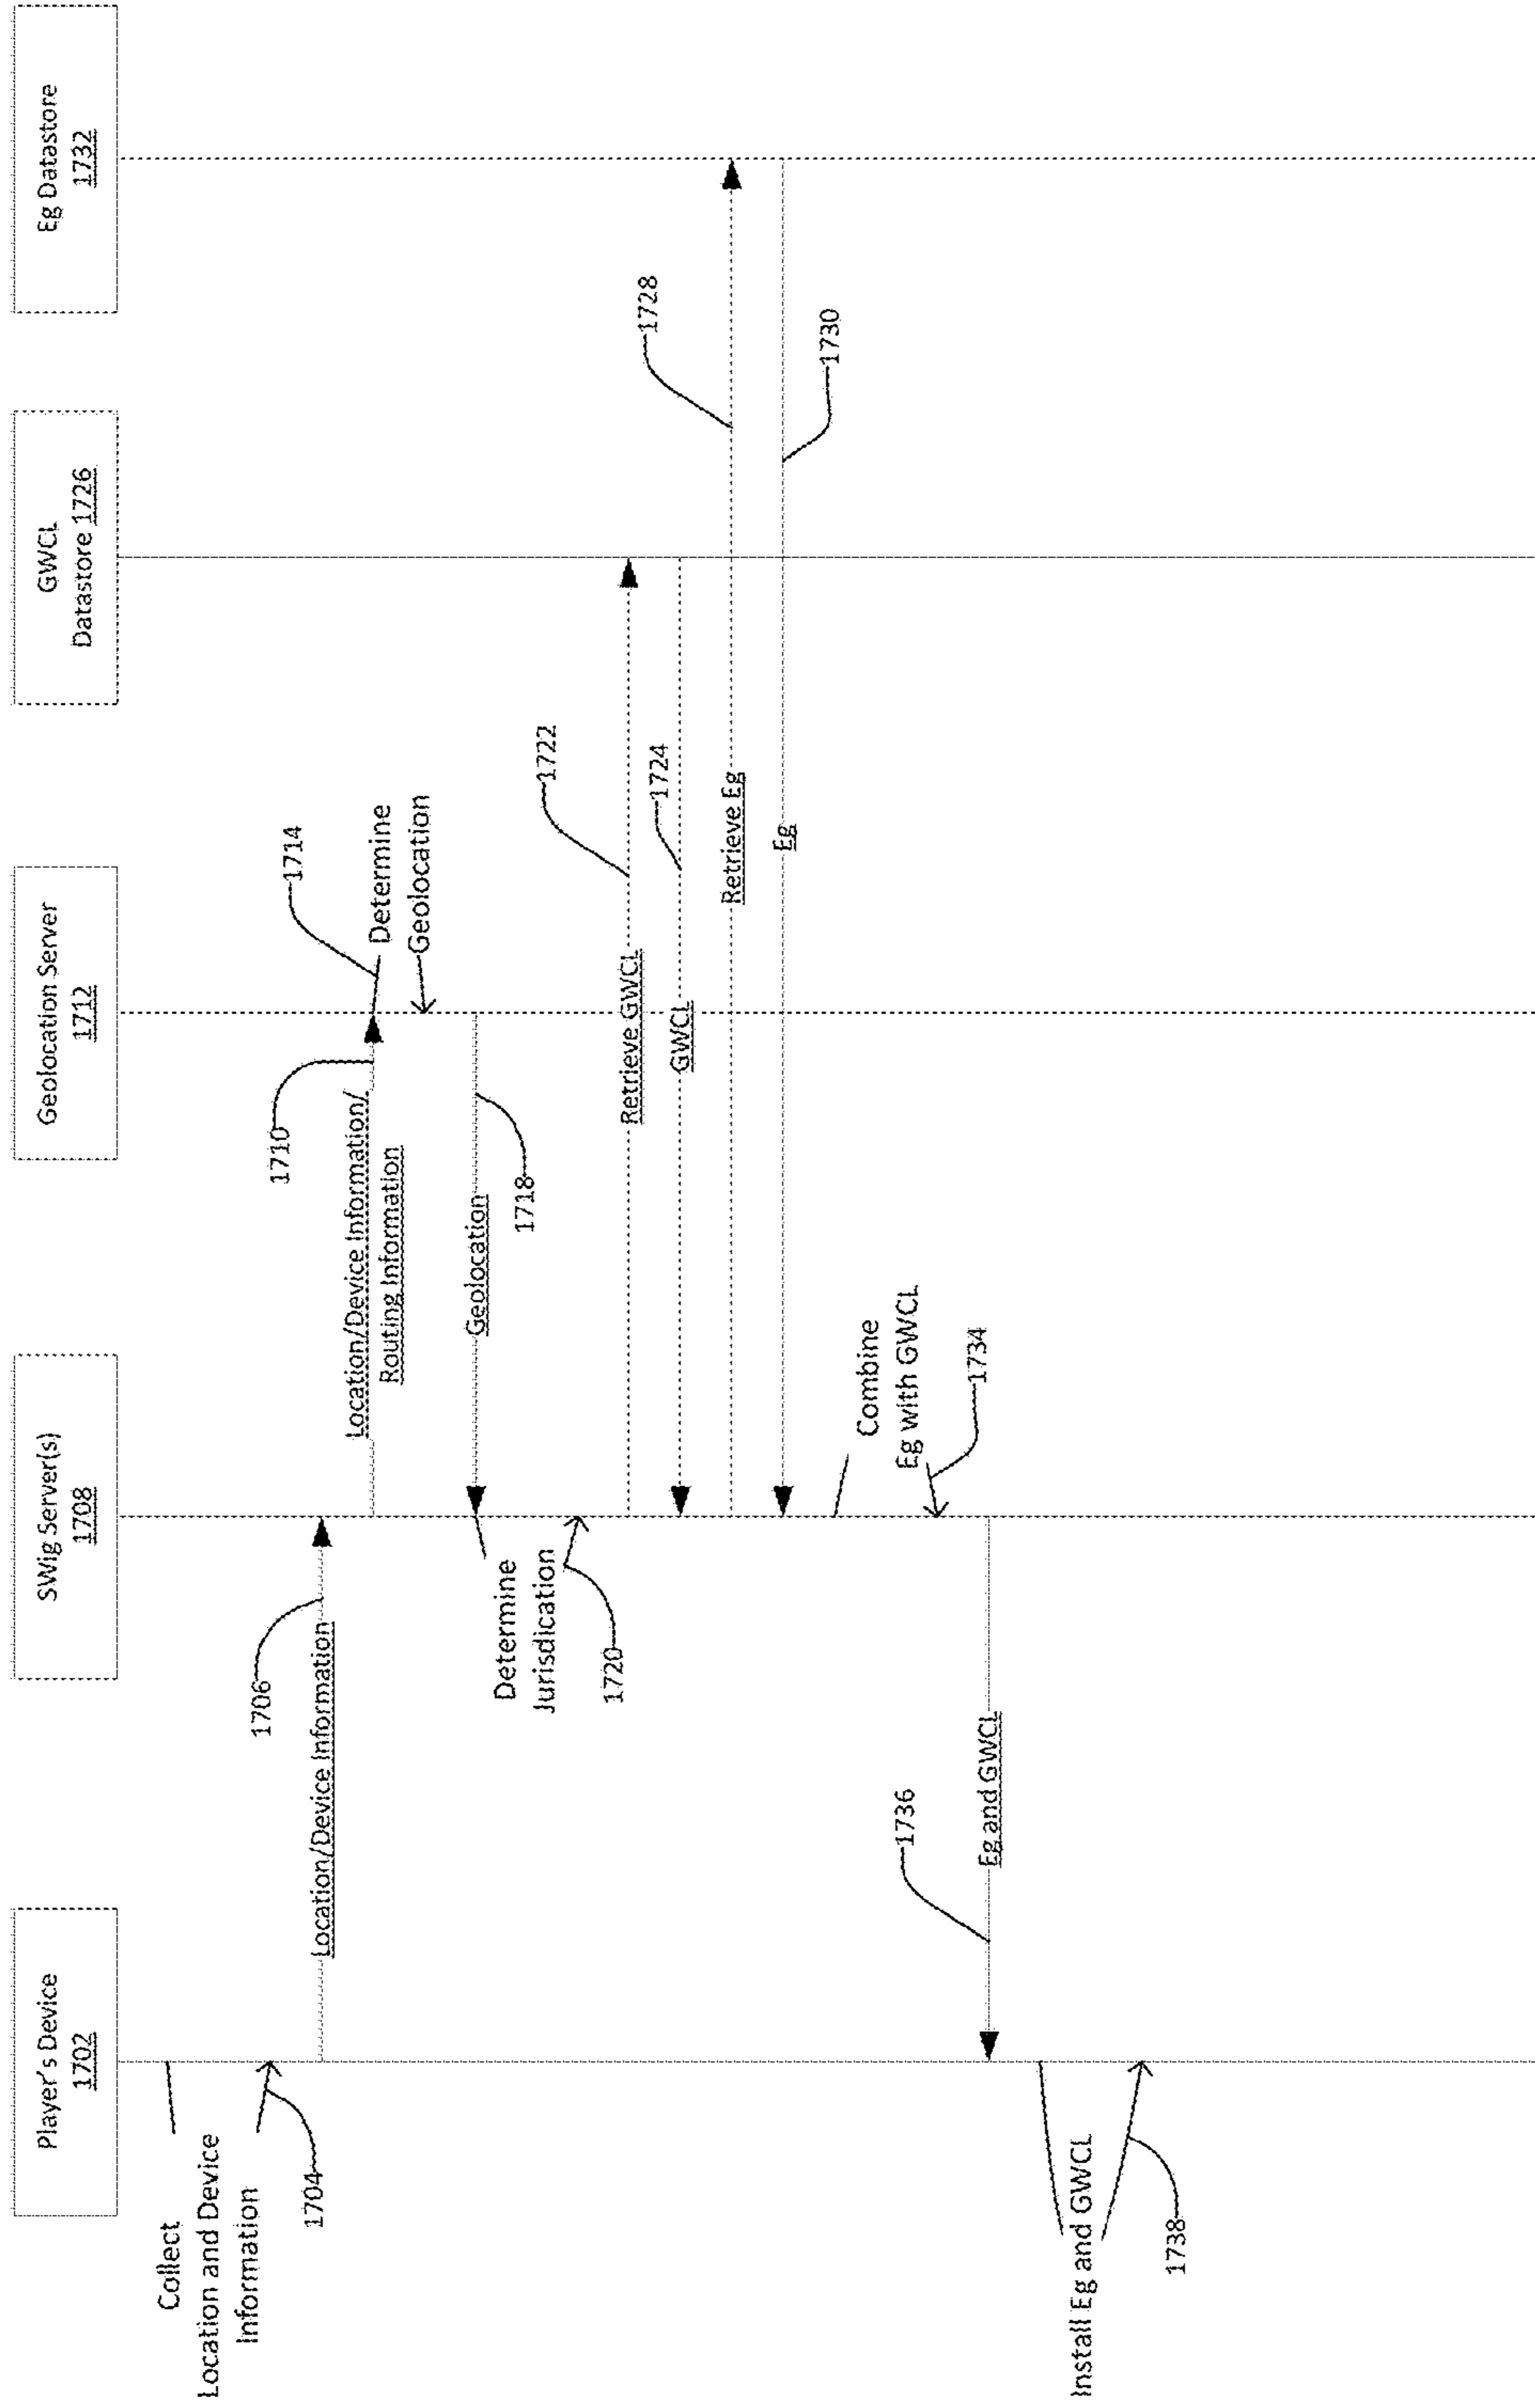 Player's Device
1702
SWig Server(s)
1708
Geolocation Server
1712
GWCL
Datastore 1726
Eg Datastore
1732
Collect
Location and Device
Information
1704
1706
Location/Device Information
1710
Location/Device Information/
Routing Information
1714
Determine
Geolocation
Geolocation
1718
Determine
Jurisdication
1720
1722
Retrieve GWCL
1724
GWCL
1728
Retrieve Eg
Eg
1730
Combine
Eg with GWCL
1734
1736
Eg and GWCL
Install Eg and GWCL
1738